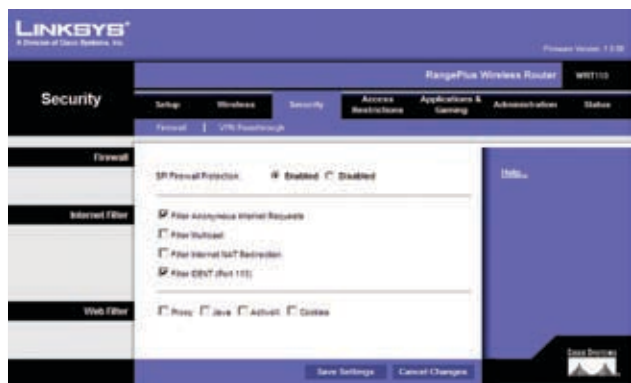 LINKSYS®
A Division of Cisco Systems, Inc.
Firmware Version: 1.0.00
RangePlus Wireless Router WRT110
Security
Setup Wireless Security Access Restrictions Applications & Gaming Administration Status
Firewall | VPN Passthrough
Firewall
SPI Firewall Protection: Enabled Disabled
Help...
Internet Filter
Filter Anonymous Internet Requests
Filter Multicast
Filter Internet NAT Redirection
Filter IDENT (Port 113)
Web Filter
Proxy Java ActiveX Cookies
Save Settings Cancel Changes
Cisco Systems